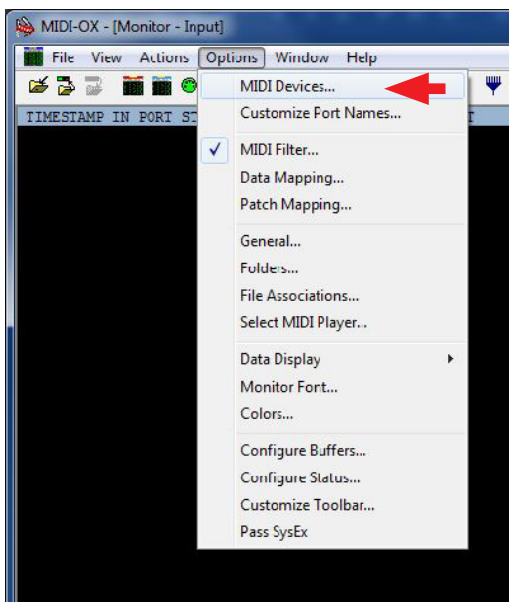 MIDI-OX - [Monitor - Input]
File View Actions Options Window Help
TIMESTAMP IN PORT ST
MIDI Devices...
Customize Port Names...
MIDI Filter...
Data Mapping...
Patch Mapping...
General...
Folders...
File Associations...
Select MIDI Player...
Data Display
Monitor Font...
Colors...
Configure Buffers...
Configure Status...
Customize Toolbar...
Pass SysEx